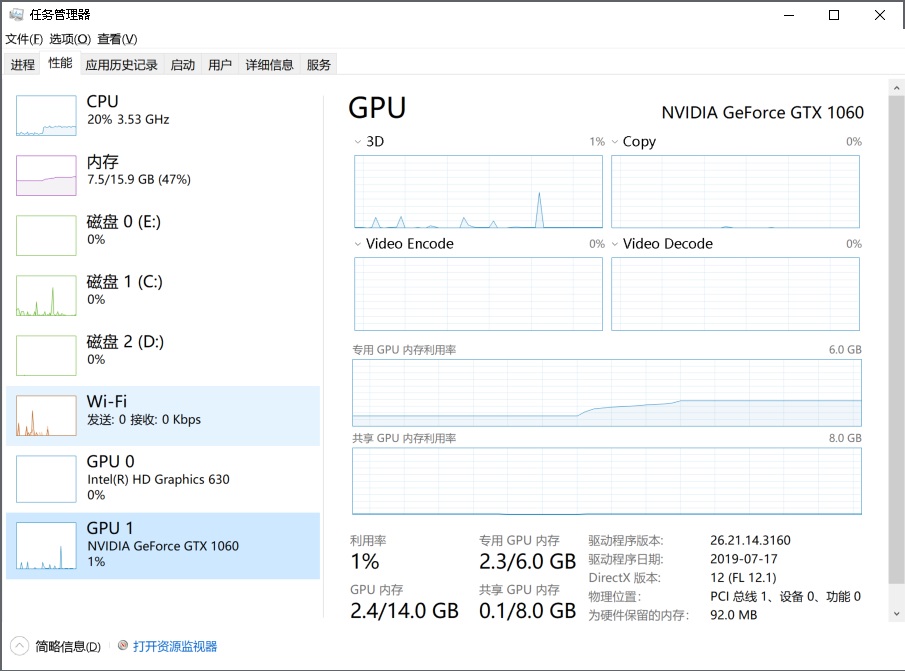 任务管理器
文件(F) 选项(O) 查看(V)
进程 性能 应用历史记录 启动 用户 详细信息 服务
CPU
20% 3.53 GHz
内存
7.5/15.9 GB (47%)
磁盘 0 (E:)
0%
磁盘 1 (C:)
0%
磁盘 2 (D:)
0%
Wi-Fi
发送: 0 接收: 0 Kbps
GPU 0
Intel(R) HD Graphics 630
0%
GPU 1
NVIDIA GeForce GTX 1060
1%
GPU NVIDIA GeForce GTX 1060
3D 1% Copy 0%
Video Encode 0% Video Decode 0%
专用 GPU 内存利用率 6.0 GB
共享 GPU 内存利用率 8.0 GB
利用率
1%
专用 GPU 内存
2.3/6.0 GB
GPU 内存
2.4/14.0 GB
共享 GPU 内存
0.1/8.0 GB
驱动程序版本: 26.21.14.3160
驱动程序日期: 2019-07-17
DirectX 版本: 12 (FL 12.1)
物理位置: PCI 总线 1、设备 0、功能 0
为硬件保留的内存: 92.0 MB
简略信息(D) 打开资源监视器